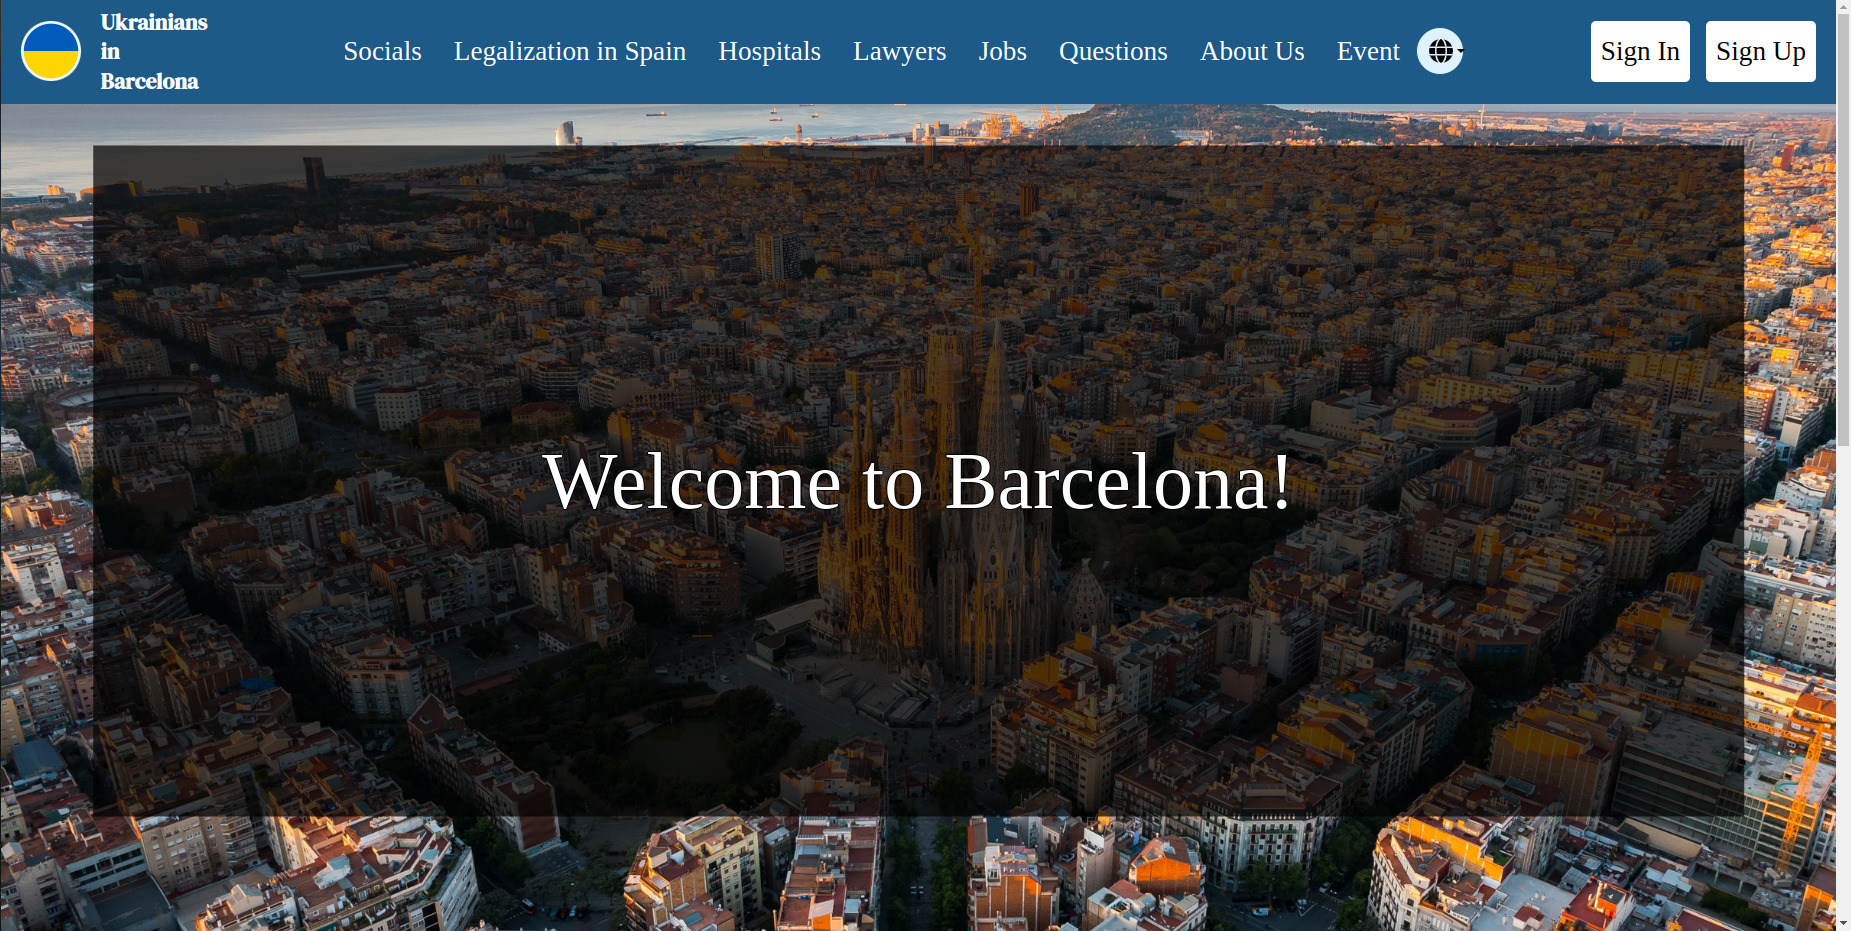 Ukrainians
in
Barcelona
Socials Legalization in Spain Hospitals Lawyers Jobs Questions About Us Event Sign In Sign Up
Welcome to Barcelona!